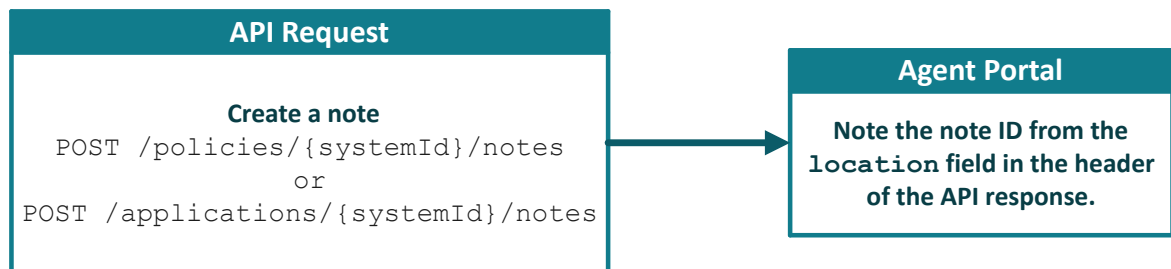 API Request
Create a note
POST /policies/{systemId}/notes
or
POST /applications/{systemId}/notes
Agent Portal
Note the note ID from the
location field in the header
of the API response.